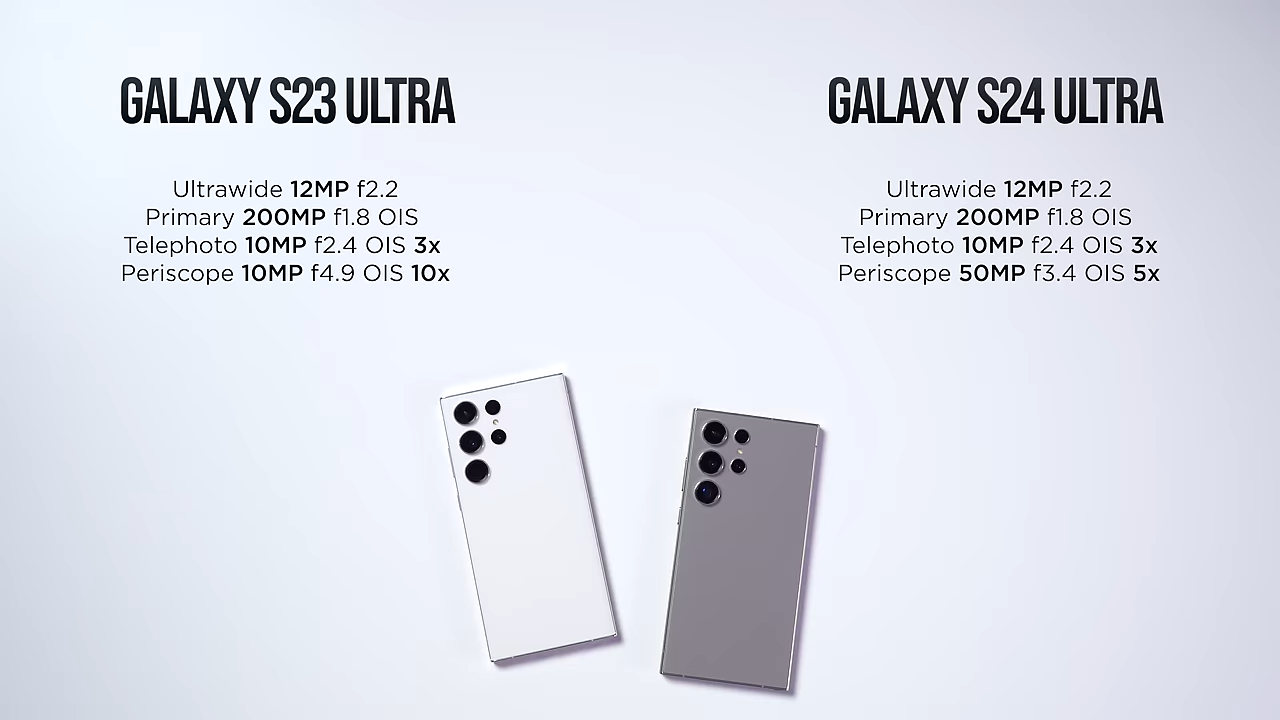 GALAXY S23 ULTRA
Ultrawide 12MP f2.2
Primary 200MP f1.8 OIS
Telephoto 10MP f2.4 OIS 3x
Periscope 10MP f4.9 OIS 10x
GALAXY S24 ULTRA
Ultrawide 12MP f2.2
Primary 200MP f1.8 OIS
Telephoto 10MP f2.4 OIS 3x
Periscope 50MP f3.4 OIS 5x